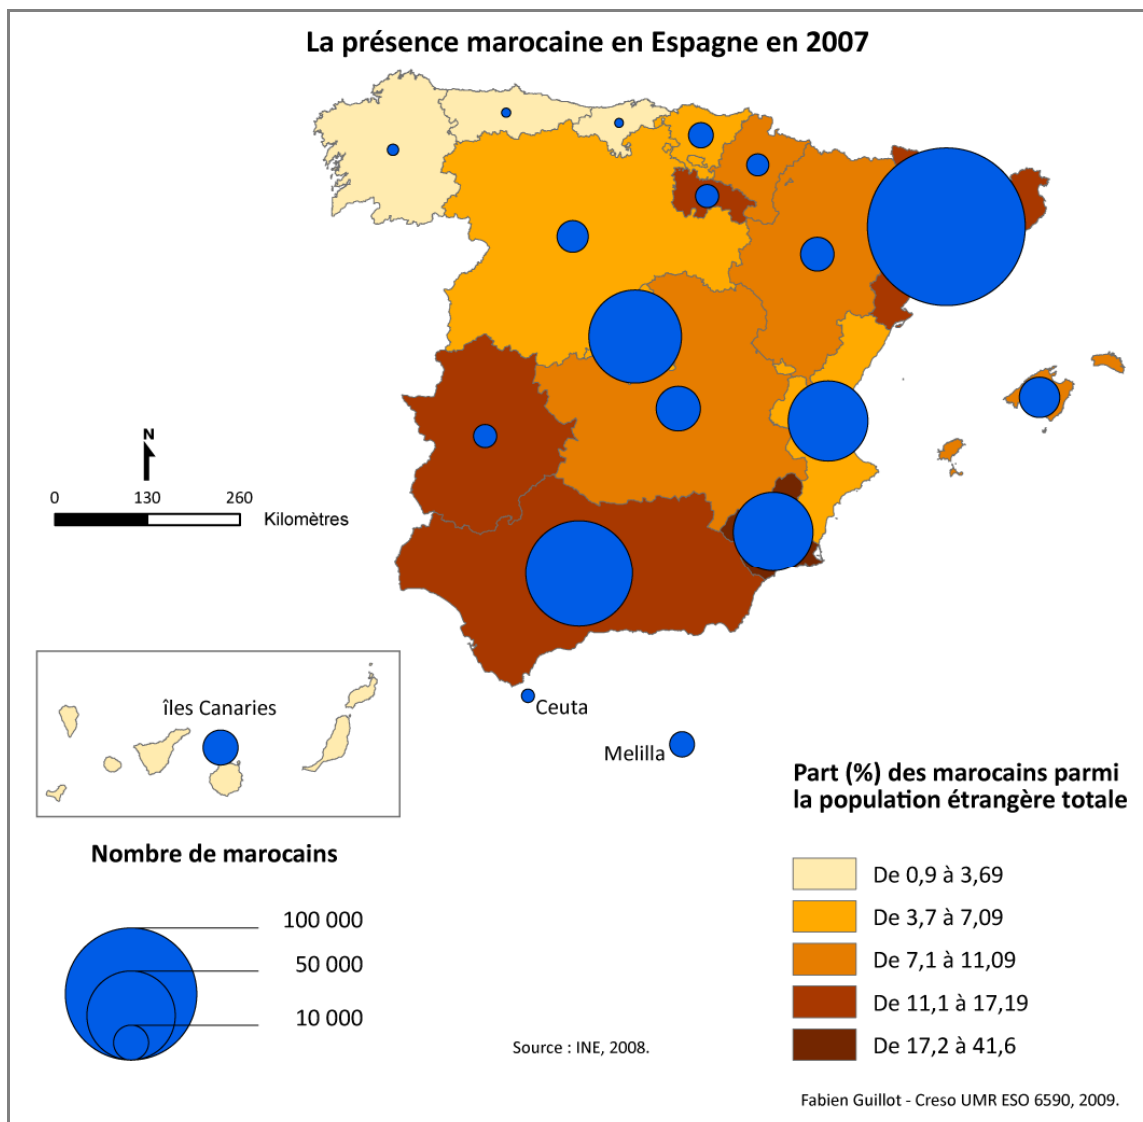 La présence marocaine en Espagne en 2007
N
0 130 260
Kilomètres
Ceuta
îles Canaries
Melilla
Part (%) des marocains parmi
la population étrangère totale
Nombre de marocains
De 0,9 à 3,69
De 3,7 à 7,09
De 7,1 à 11,09
De 11,1 à 17,19
De 17,2 à 41,6
100 000
50 000
10 000
Source : INE, 2008.
Fabien Guillot - Creso UMR ESO 6590, 2009.